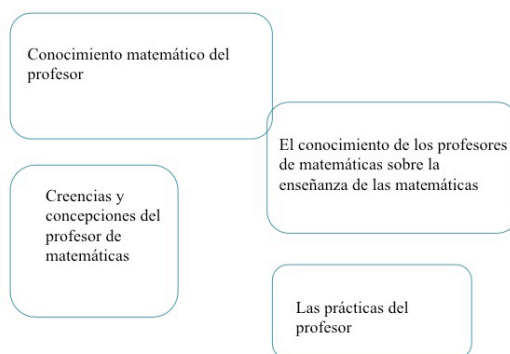 Conocimiento matemático del
profesor
El conocimiento de los profesores
de matemáticas sobre la
enseñanza de las matemáticas
Creencias y
concepciones del
profesor de
matemáticas
Las prácticas del
profesor